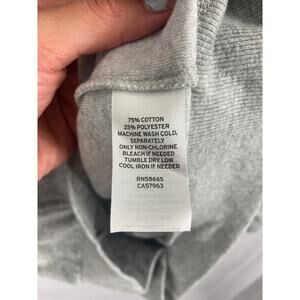 75% COTTON
25% POLYESTER
MACHINE WASH COLD,
SEPARATELY
ONLY NON-CHLORINE
BLEACH IF NEEDED
TUMBLE DRY LOW
COOL IRON IF NEEDED
RN58665
CA57963